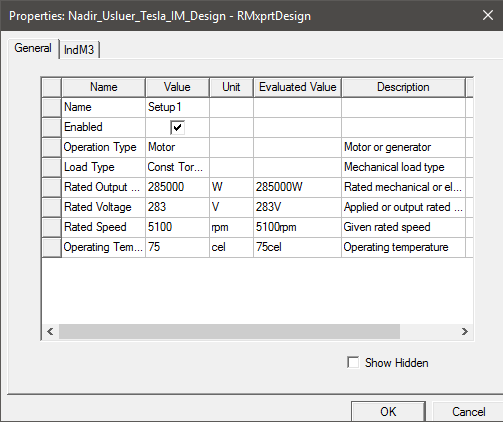 Properties: Nadir_Usluer_Tesla_IM_Design - RMxprtDesign
General IndM3
Name Value Unit Evaluated Value Description
Name Setup1
Enabled
Operation Type Motor Motor or generator
Load Type Const Tor... Mechanical load type
Rated Output ... 285000 W 285000W Rated mechanical or el...
Rated Voltage 283 V 283V Applied or output rated ...
Rated Speed 5100 rpm 5100rpm Given rated speed
Operating Tem... 75 cel 75cel Operating temperature
Show Hidden
OK Cancel